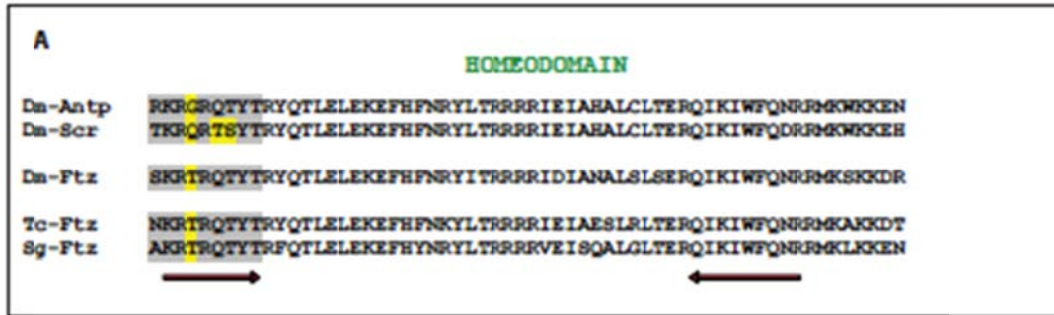 A
HOMEODOMAIN
Dm-Antp RKRGRQTYTRYQTLELEKEFHFNRYLTRRRRIEIAHALCLTERQIKIWFQNRRMKWKKEN
Dm-Scr TKRQRTSYTRYQTLELEKEFHFNRYLTRRRRIEIAHALCLTERQIKIWFQDRRMKWKKEH
Dm-Ftz SKRTRQTYTRYQTLELEKEFHFNRYITRRRRIDIANALSLSERQIKIWFQNRRMKSKKDR
Tc-Ftz NKRTRQTYTRYQTLELEKEFHFNKYLTRRRRIEIAESLRLTERQIKIWFQNRRMKAKKDT
Sg-Ftz AKRTRQTYTRFQTLELEKEFHYNRYLTRRRRVEISQALGLTERQIKIWFQNRRMKLKKEN